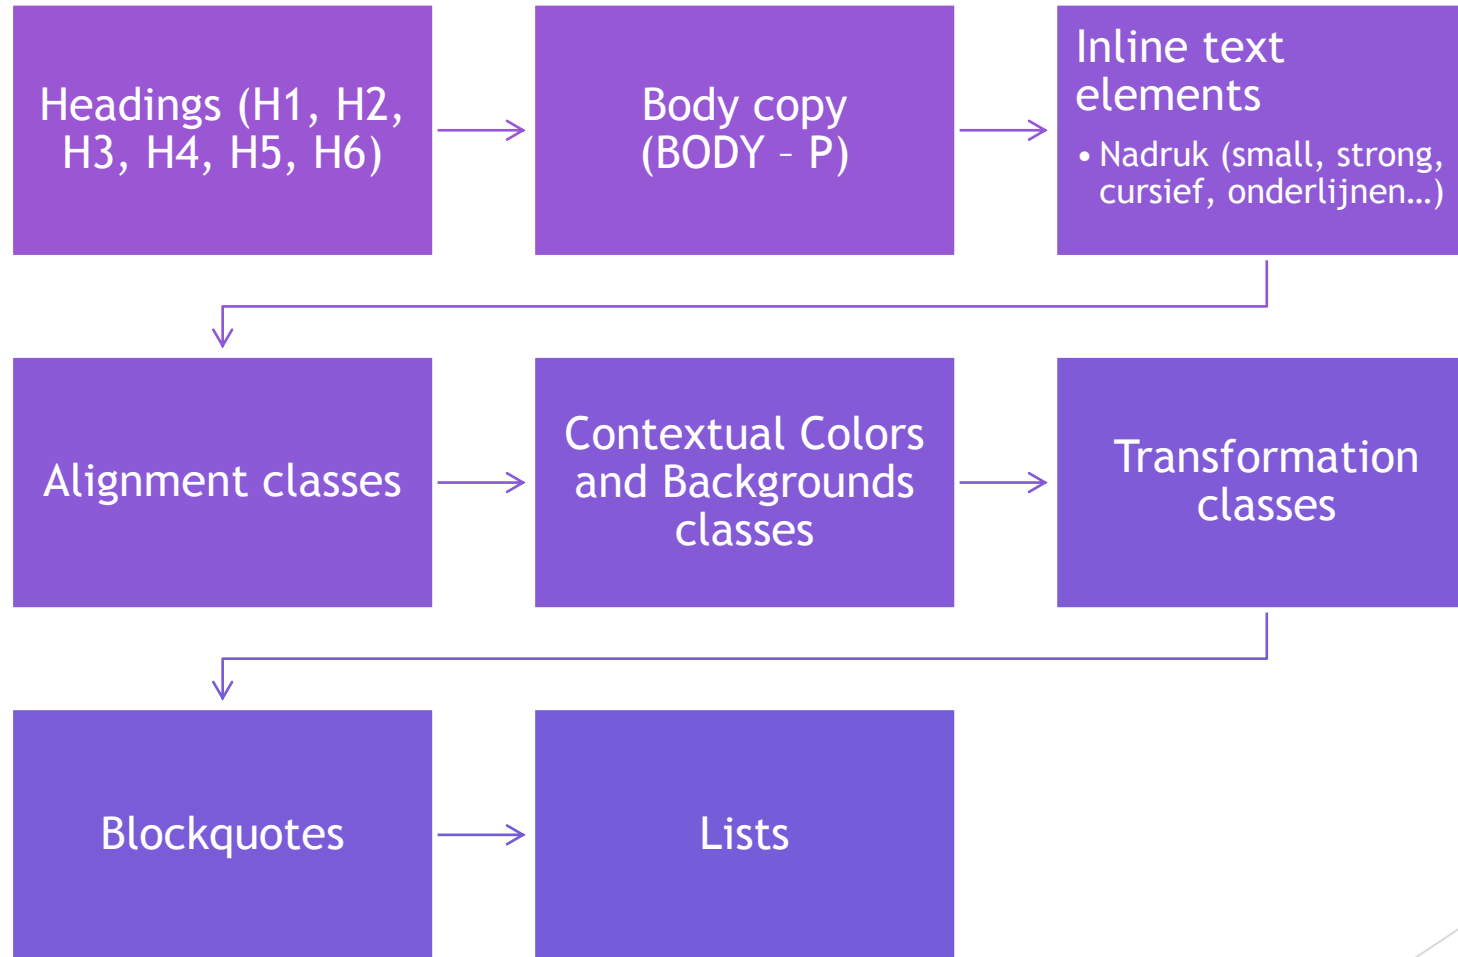 Headings (H1, H2,
H3, H4, H5, H6)
Body copy
(BODY – P)
Inline text
elements
• Nadruk (small, strong,
cursief, onderlijnen…)
Alignment classes
Contextual Colors
and Backgrounds
classes
Transformation
classes
Blockquotes
Lists